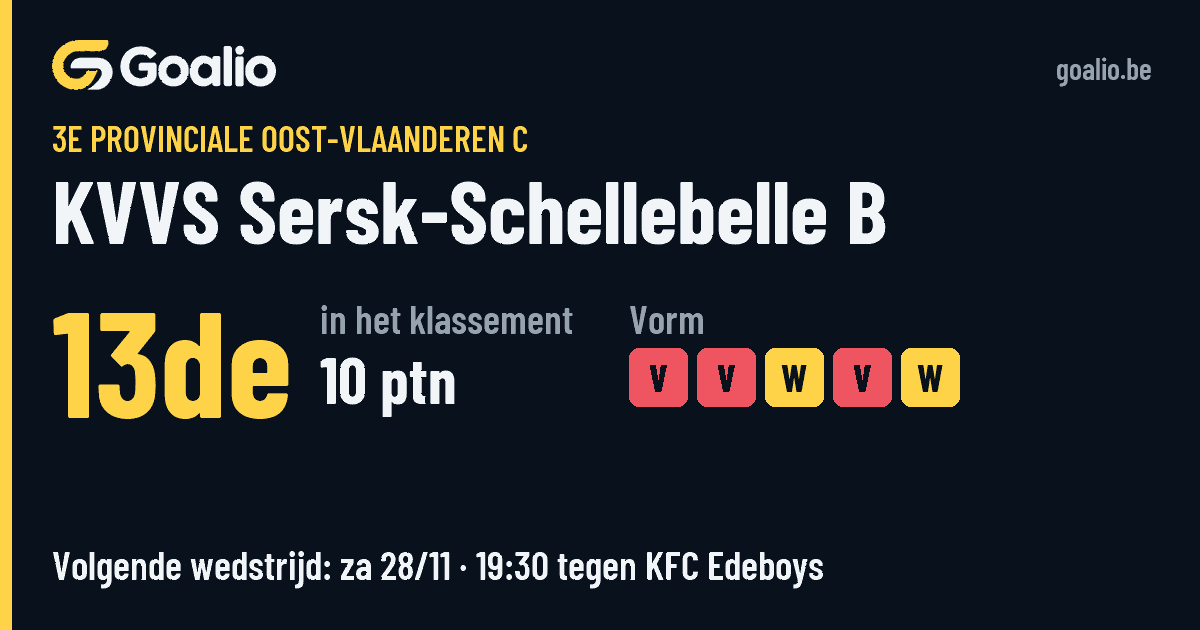 Goalio
goalio.be
3E PROVINCIALE OOST-VLAANDEREN C
KVVS Sersk-Schellebelle B
13de
in het klassement
10 ptn
Vorm
V V W V W
Volgende wedstrijd: za 28/11 · 19:30 tegen KFC Edeboys